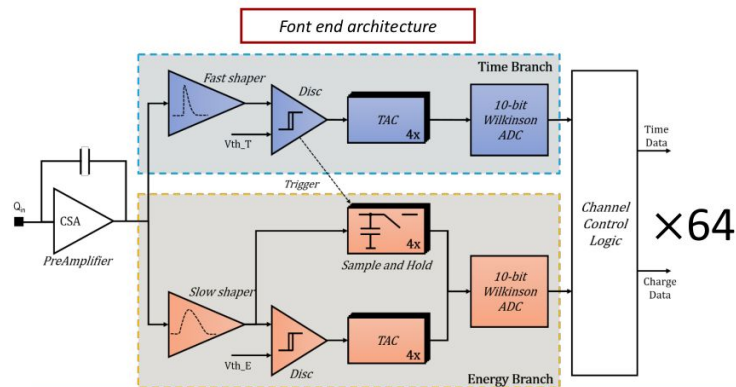 Font end architecture
Time Branch
Fast shaper
Disc
TAC
4x
10-bit
Wilkinson
ADC
Vth_T
Trigger
Time
Data
Qin
CSA
PreAmplifier
4x
Sample and Hold
Channel
Control
Logic
×64
10-bit
Wilkinson
ADC
Charge
Data
Slow shaper
TAC
4x
Vth_E
Disc
Energy Branch